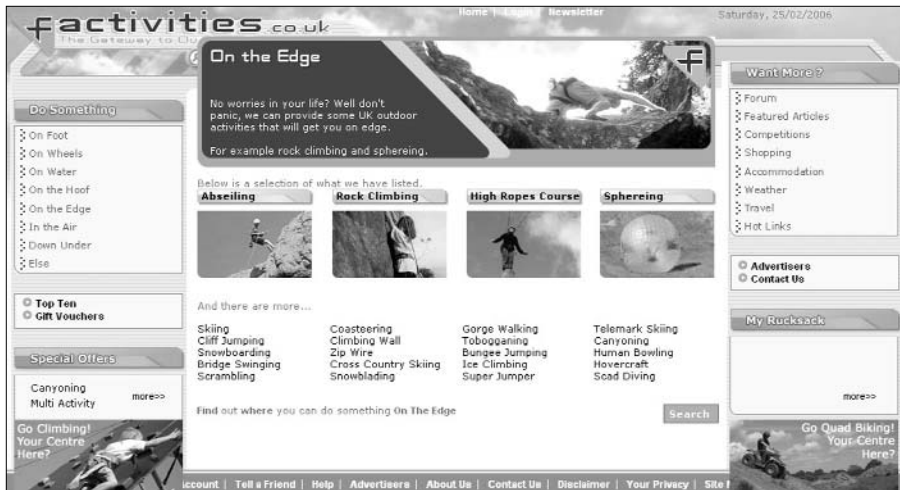 Home | Login | Newsletter
Saturday, 25/02/2006
factivities.co.uk
The Gateway to Ou
Do Something
On Foot
On Wheels
On Water
On the Hoof
On the Edge
In the Air
Down Under
Else
Top Ten
Gift Vouchers
Special Offers
Canyoning
Multi Activity
more>>
Go Climbing!
Your Centre
Here?
On the Edge
No worries in your life? Well don't
panic, we can provide some UK outdoor
activities that will get you on edge.
For example rock climbing and sphereing.
Below is a selection of what we have listed.
Abseiling
Rock Climbing
High Ropes Course
Sphereing
And there are more...
Skiing
Cliff Jumping
Snowboarding
Bridge Swinging
Scrambling
Coasteering
Climbing Wall
Zip Wire
Cross Country Skiing
Snowblading
Gorge Walking
Tobogganing
Bungee Jumping
Ice Climbing
Super Jumper
Telemark Skiing
Canyoning
Human Bowling
Hovercraft
Scad Diving
Find out where you can do something On The Edge
Search
Want More ?
Forum
Featured Articles
Competitions
Shopping
Accommodation
Weather
Travel
Hot Links
Advertisers
Contact Us
My Rucksack
more>>
Go Quad Biking!
Your Centre
Here?
ccount | Tell a Friend | Help | Advertisers | About Us | Contact Us | Disclaimer | Your Privacy | Site